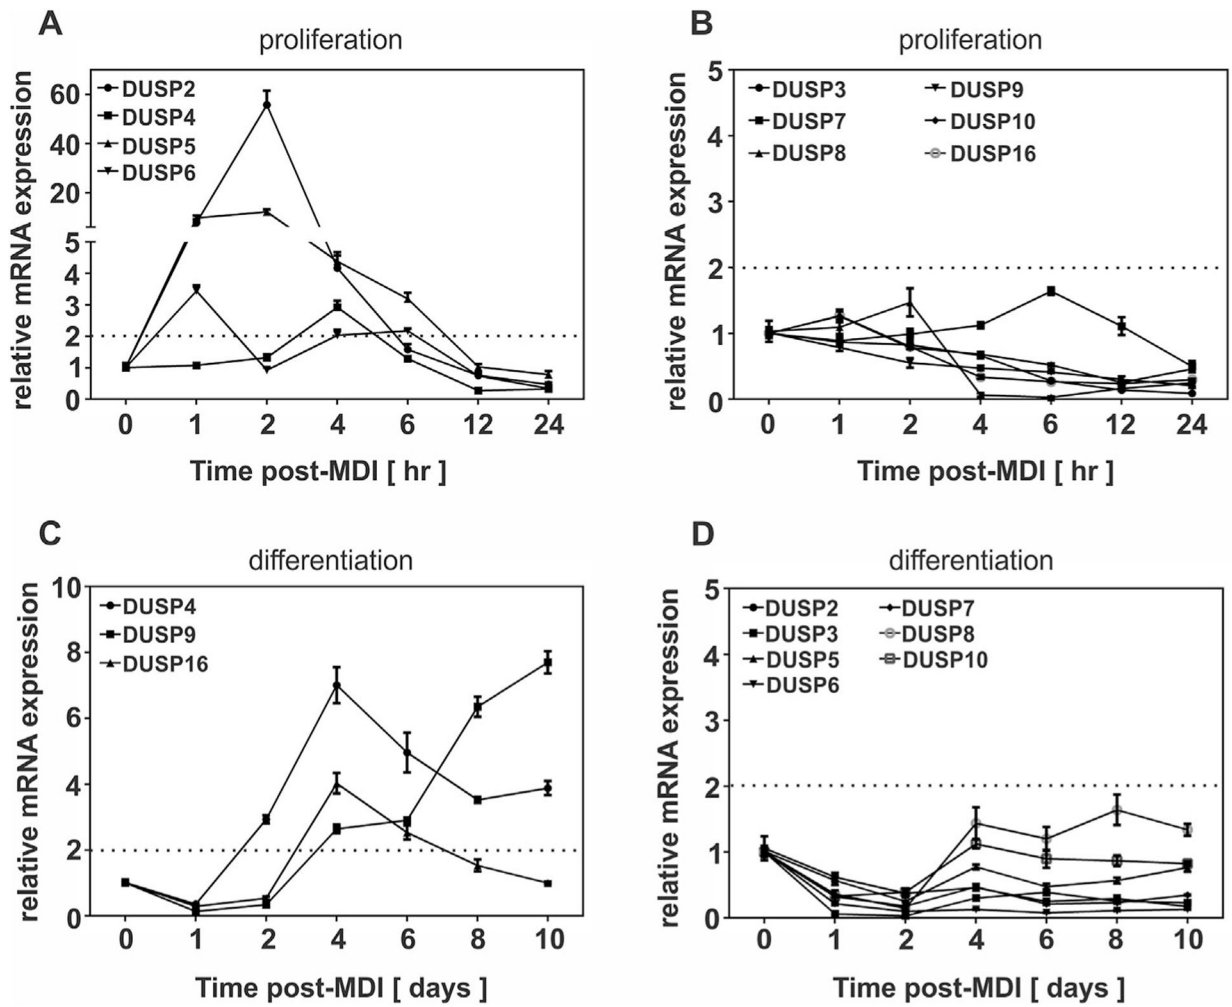 A
proliferation
relative mRNA expression
60
40
20
5
4
3
2
1
0
DUSP2
DUSP4
DUSP5
DUSP6
0 1 2 4 6 12 24
Time post-MDI [ hr ]
B
proliferation
relative mRNA expression
5
4
3
2
1
0
DUSP3 DUSP9
DUSP7 DUSP10
DUSP8 DUSP16
0 1 2 4 6 12 24
Time post-MDI [ hr ]
C
differentiation
relative mRNA expression
10
8
6
4
2
0
DUSP4
DUSP9
DUSP16
0 1 2 4 6 8 10
Time post-MDI [ days ]
D
differentiation
relative mRNA expression
5
4
3
2
1
0
DUSP2 DUSP7
DUSP3 DUSP8
DUSP5 DUSP10
DUSP6
0 1 2 4 6 8 10
Time post-MDI [ days ]